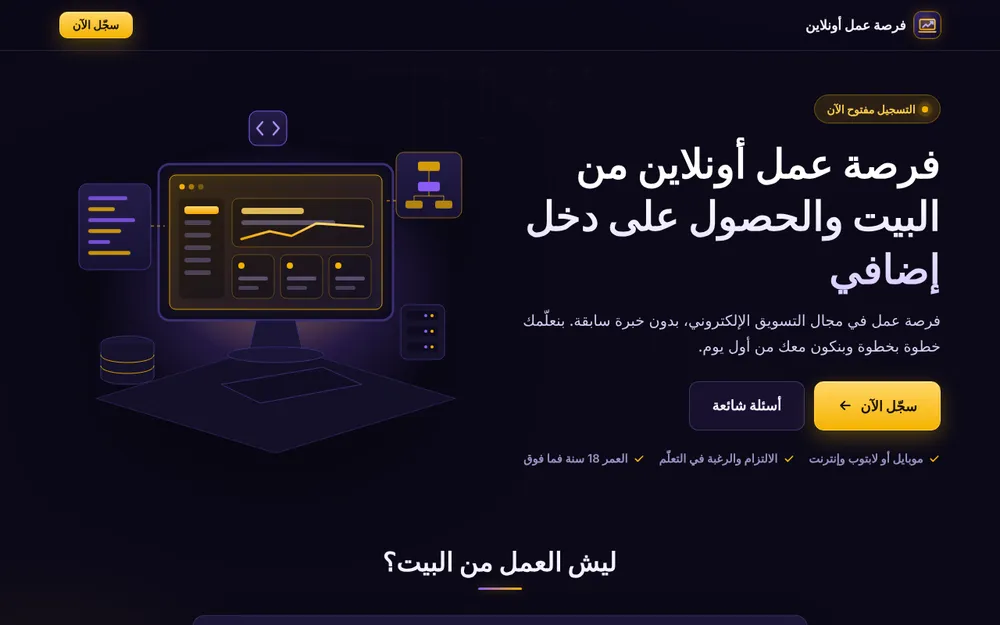 فرصة عمل أونلاين
سجّل الآن
التسجيل مفتوح الآن
فرصة عمل أونلاين من
البيت والحصول على دخل
إضافي
فرصة عمل في مجال التسويق الإلكتروني، بدون خبرة سابقة. بنعلّمك
خطوة بخطوة وبنكون معك من أول يوم.
سجّل الآن ←
أسئلة شائعة
✓ موبايل أو لابتوب وإنترنت ✓ الالتزام والرغبة في التعلّم ✓ العمر 18 سنة فما فوق
ليش العمل من البيت؟